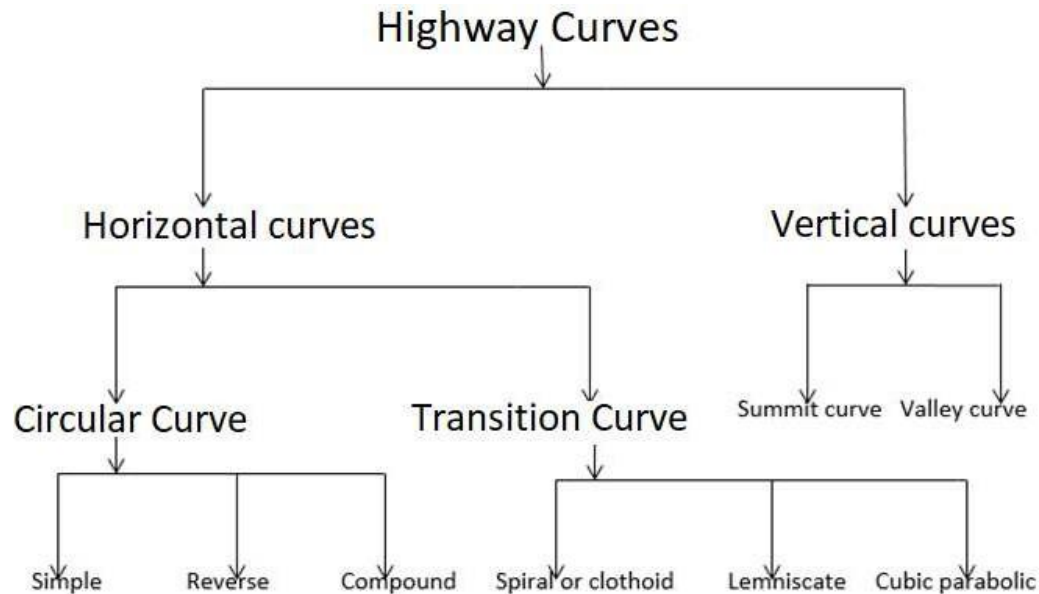 Highway Curves
Horizontal curves
Vertical curves
Circular Curve
Transition Curve
Summit curve
Valley curve
Simple
Reverse
Compound
Spiral or clothoid
Lemniscate
Cubic parabolic